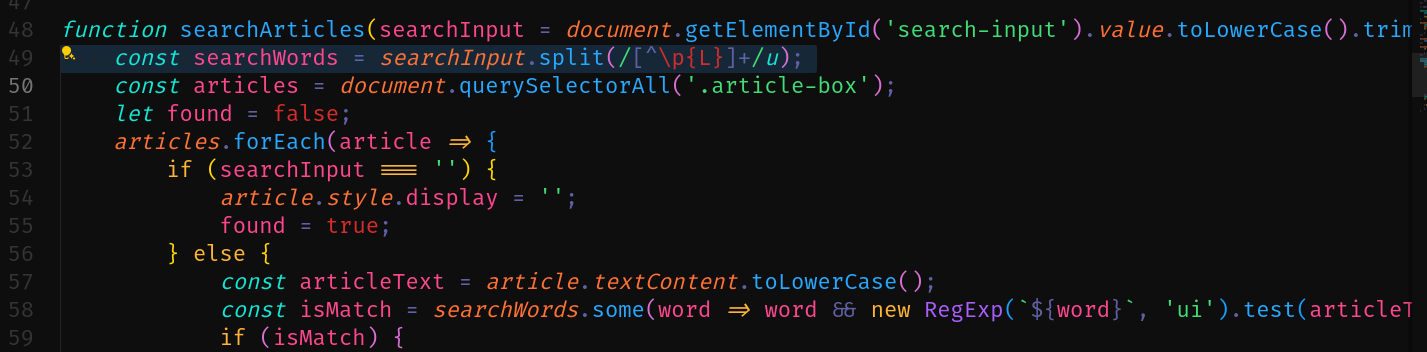 47
48 function searchArticles(searchInput = document.getElementById('search-input').value.toLowerCase().trim
49 const searchWords = searchInput.split(/[^\p{L}]+/u);
50 const articles = document.querySelectorAll('.article-box');
51 let found = false;
52 articles.forEach(article => {
53 if (searchInput === '') {
54 article.style.display = '';
55 found = true;
56 } else {
57 const articleText = article.textContent.toLowerCase();
58 const isMatch = searchWords.some(word => word && new RegExp(`${word}`, 'ui').test(articleT
59 if (isMatch) {